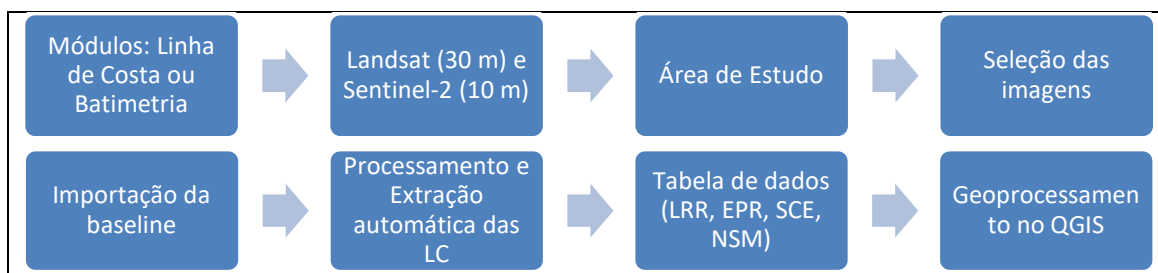 Módulos: Linha
de Costa ou
Batimetria
Landsat (30 m) e
Sentinel-2 (10 m)
Área de Estudo
Seleção das
imagens
Importação da
baseline
Processamento e
Extração
automática das
LC
Tabela de dados
(LRR, EPR, SCE,
NSM)
Geoprocessamen
to no QGIS